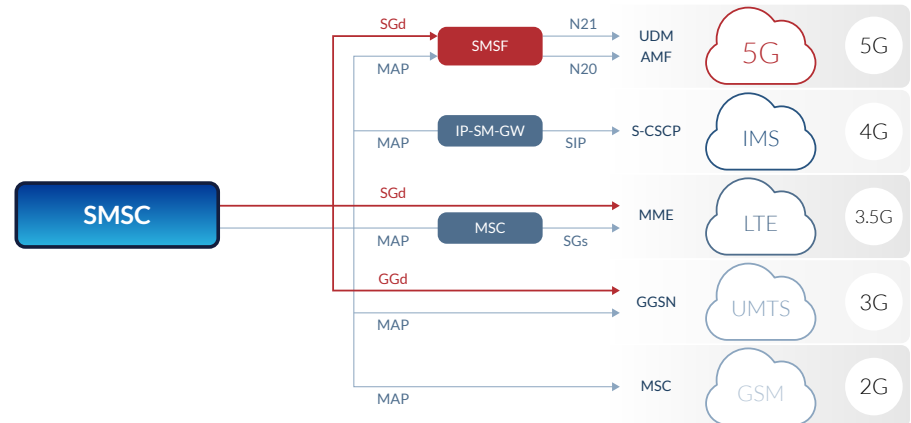 SGd
SMSF
N21
UDM
5G
5G
MAP
N20
AMF
MAP
IP-SM-GW
SIP
S-CSCP
IMS
4G
SMSC
SGd
MME
LTE
3.5G
MAP
MSC
SGs
GGd
GGSN
UMTS
3G
MAP
MSC
GSM
2G
MAP